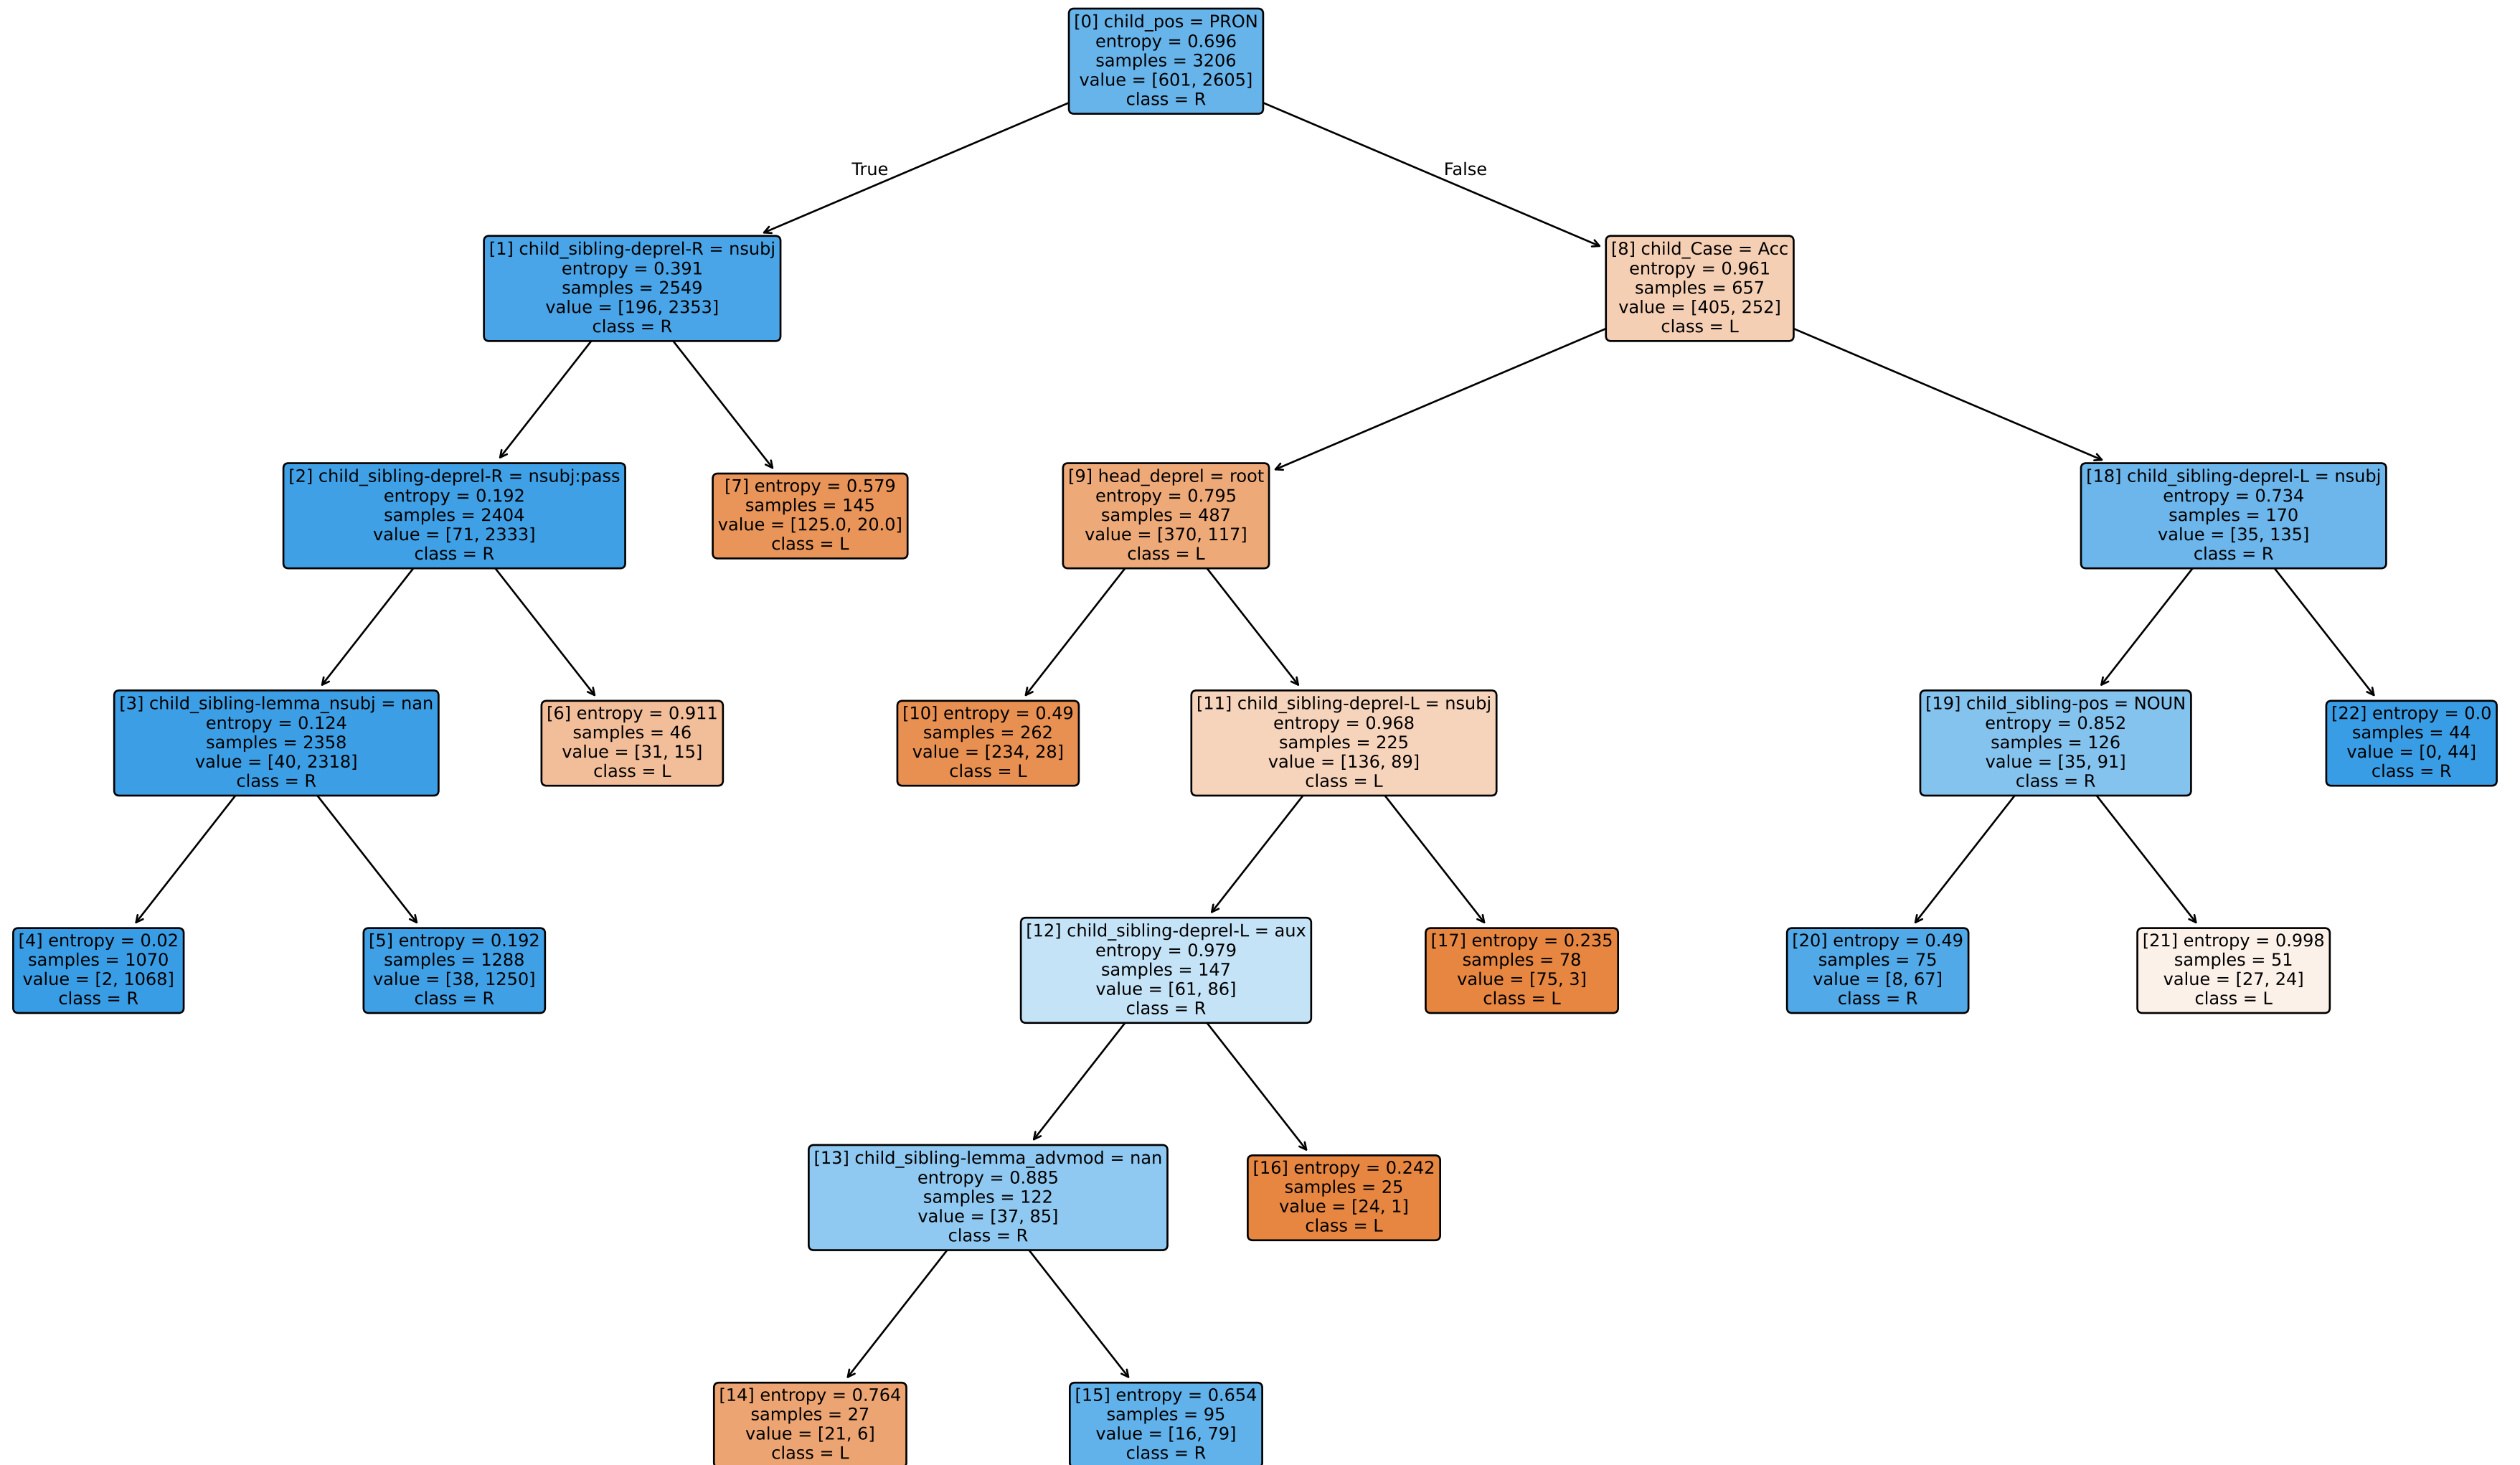 [0] child_pos = PRON
entropy = 0.696
samples = 3206
value = [601, 2605]
class = R
True
False
[1] child_sibling-deprel-R = nsubj
entropy = 0.391
samples = 2549
value = [196, 2353]
class = R
[8] child_Case = Acc
entropy = 0.961
samples = 657
value = [405, 252]
class = L
[2] child_sibling-deprel-R = nsubj:pass
entropy = 0.192
samples = 2404
value = [71, 2333]
class = R
[7] entropy = 0.579
samples = 145
value = [125.0, 20.0]
class = L
[9] head_deprel = root
entropy = 0.795
samples = 487
value = [370, 117]
class = L
[18] child_sibling-deprel-L = nsubj
entropy = 0.734
samples = 170
value = [35, 135]
class = R
[3] child_sibling-lemma_nsubj = nan
entropy = 0.124
samples = 2358
value = [40, 2318]
class = R
[6] entropy = 0.911
samples = 46
value = [31, 15]
class = L
[10] entropy = 0.49
samples = 262
value = [234, 28]
class = L
[11] child_sibling-deprel-L = nsubj
entropy = 0.968
samples = 225
value = [136, 89]
class = L
[19] child_sibling-pos = NOUN
entropy = 0.852
samples = 126
value = [35, 91]
class = R
[22] entropy = 0.0
samples = 44
value = [0, 44]
class = R
[4] entropy = 0.02
samples = 1070
value = [2, 1068]
class = R
[5] entropy = 0.192
samples = 1288
value = [38, 1250]
class = R
[12] child_sibling-deprel-L = aux
entropy = 0.979
samples = 147
value = [61, 86]
class = R
[17] entropy = 0.235
samples = 78
value = [75, 3]
class = L
[20] entropy = 0.49
samples = 75
value = [8, 67]
class = R
[21] entropy = 0.998
samples = 51
value = [27, 24]
class = L
[13] child_sibling-lemma_advmod = nan
entropy = 0.885
samples = 122
value = [37, 85]
class = R
[16] entropy = 0.242
samples = 25
value = [24, 1]
class = L
[14] entropy = 0.764
samples = 27
value = [21, 6]
class = L
[15] entropy = 0.654
samples = 95
value = [16, 79]
class = R